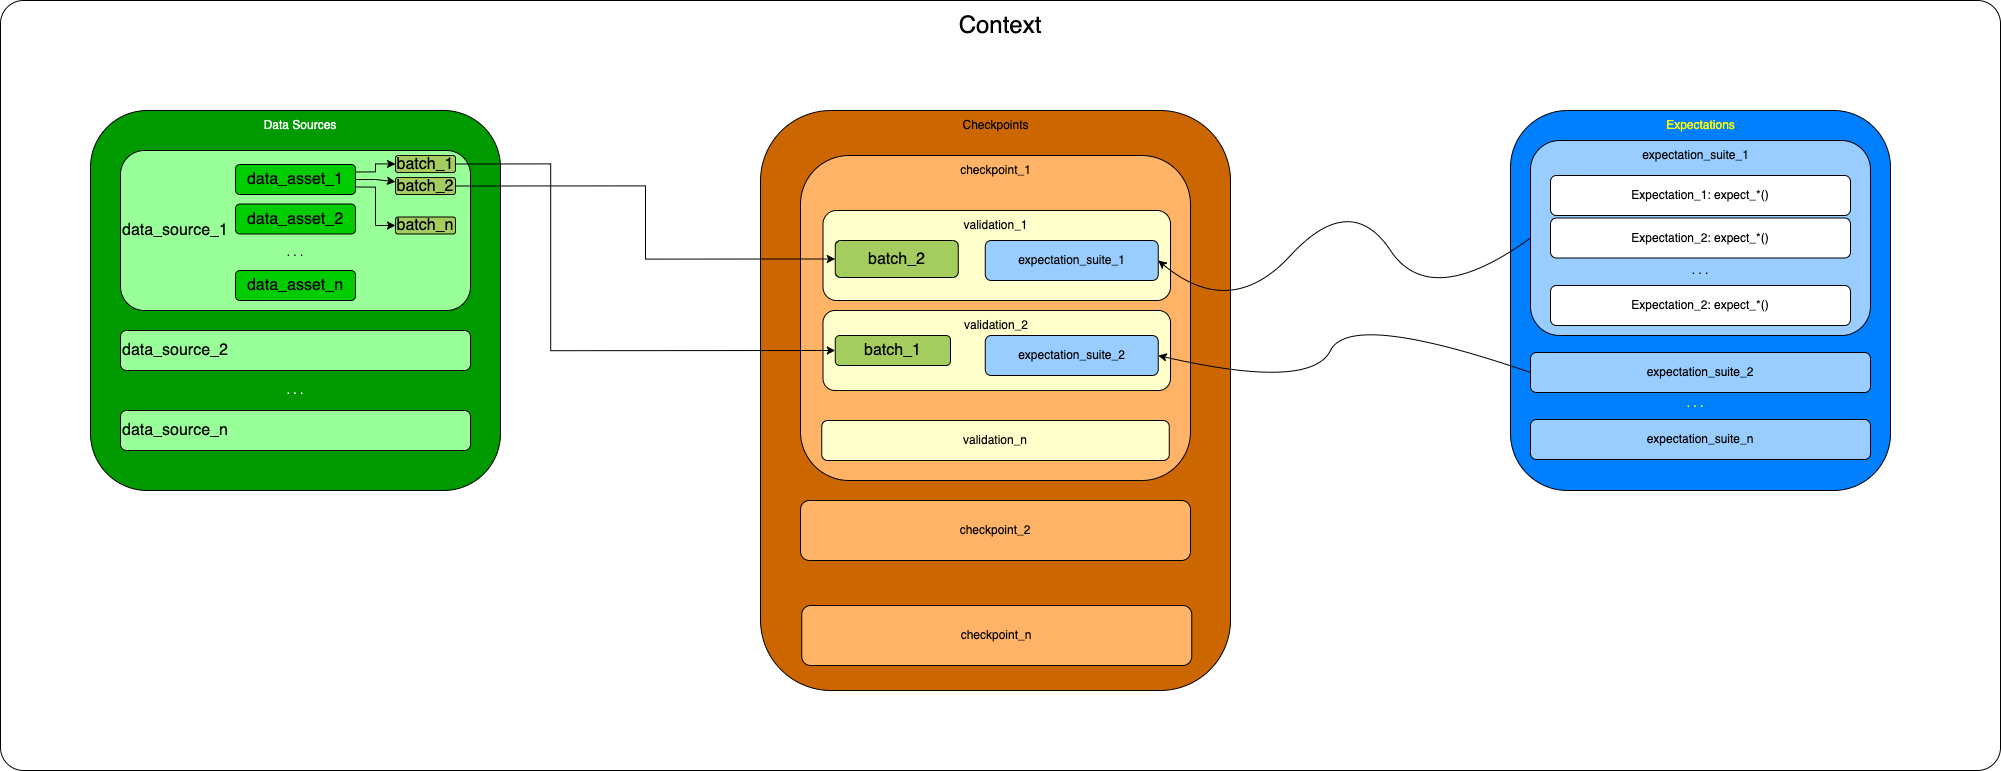 Context
Data Sources
data_source_1
data_asset_1
data_asset_2
. . .
data_asset_n
batch_1
batch_2
batch_n
data_source_2
. . .
data_source_n
Checkpoints
checkpoint_1
validation_1
batch_2
expectation_suite_1
validation_2
batch_1
expectation_suite_2
validation_n
checkpoint_2
checkpoint_n
Expectations
expectation_suite_1
Expectation_1: expect_*()
Expectation_2: expect_*()
. . .
Expectation_2: expect_*()
expectation_suite_2
. . .
expectation_suite_n